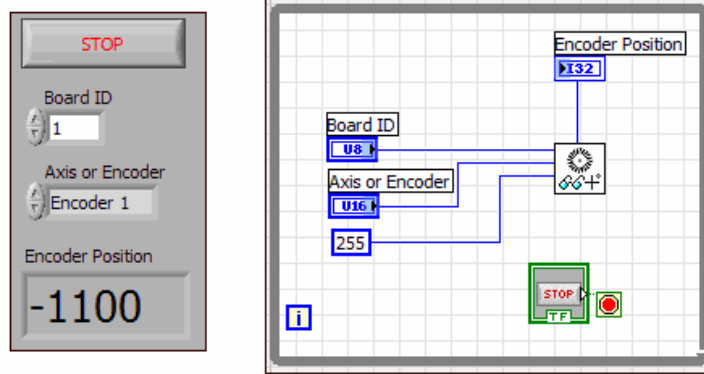 STOP
Board ID
1
Axis or Encoder
Encoder 1
Encoder Position
-1100
Encoder Position
I32
Board ID
U8
Axis or Encoder
U16
255
STOP
TF
i